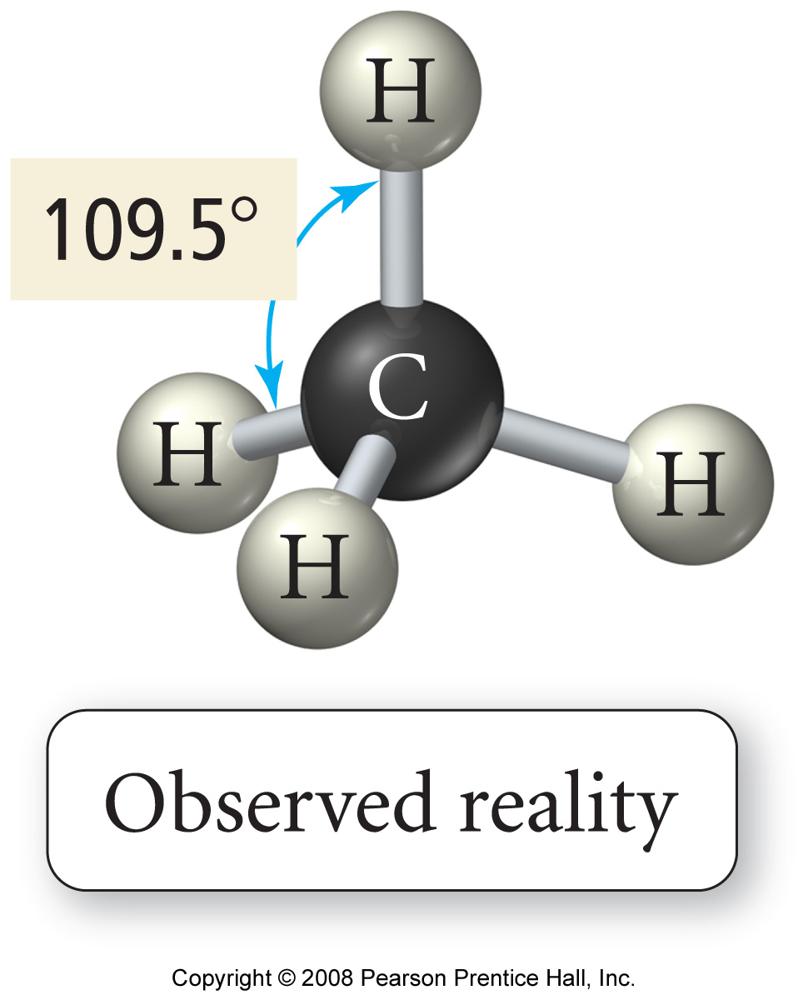 H
109.5°
C
H
H
H
Observed reality
Copyright © 2008 Pearson Prentice Hall, Inc.